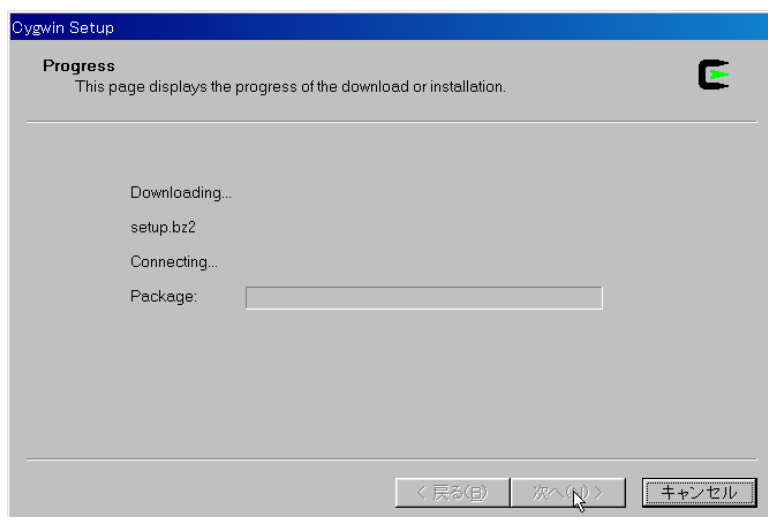 Cygwin Setup
Progress
This page displays the progress of the download or installation.
Downloading...
setup.bz2
Connecting...
Package:
< 戻る(B) 次へ(N) > キャンセル